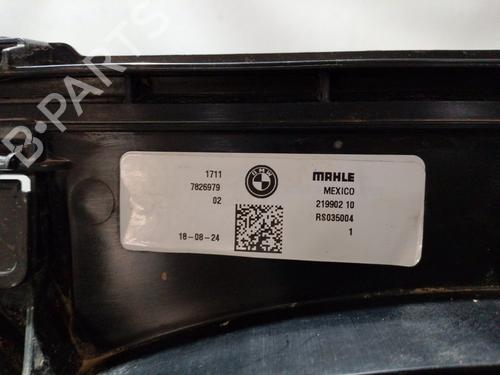 B-PARTS
1711
7826979
02
18-08-24
BMW
MAHLE
MEXICO
219902 10
RS035004
1